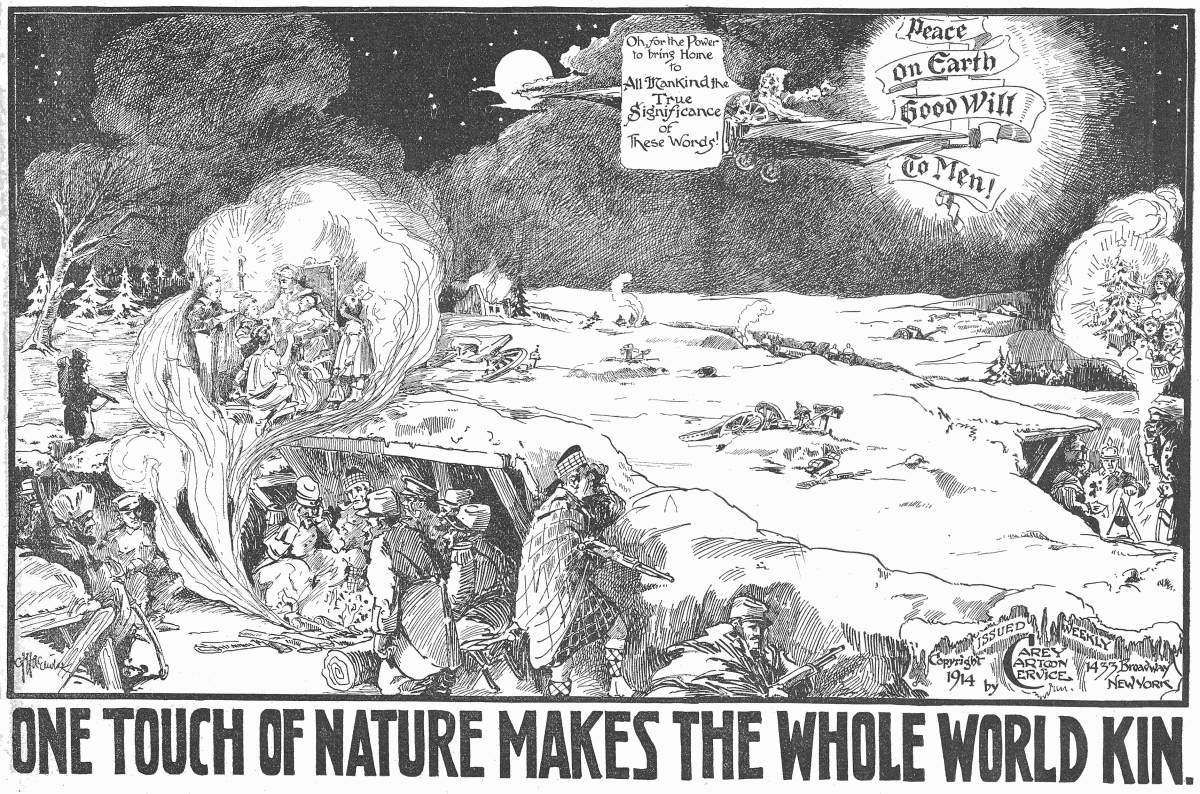 Oh, for the Power
to bring Home
to
All Mankind the
True
Significance
of
These Words!
Peace
on Earth
Good Will
To Men!
Copyright
1914
by
ISSUED WEEKLY
CAREY
CARTOON
SERVICE
1433 Broadway
NEW YORK
ONE TOUCH OF NATURE MAKES THE WHOLE WORLD KIN.